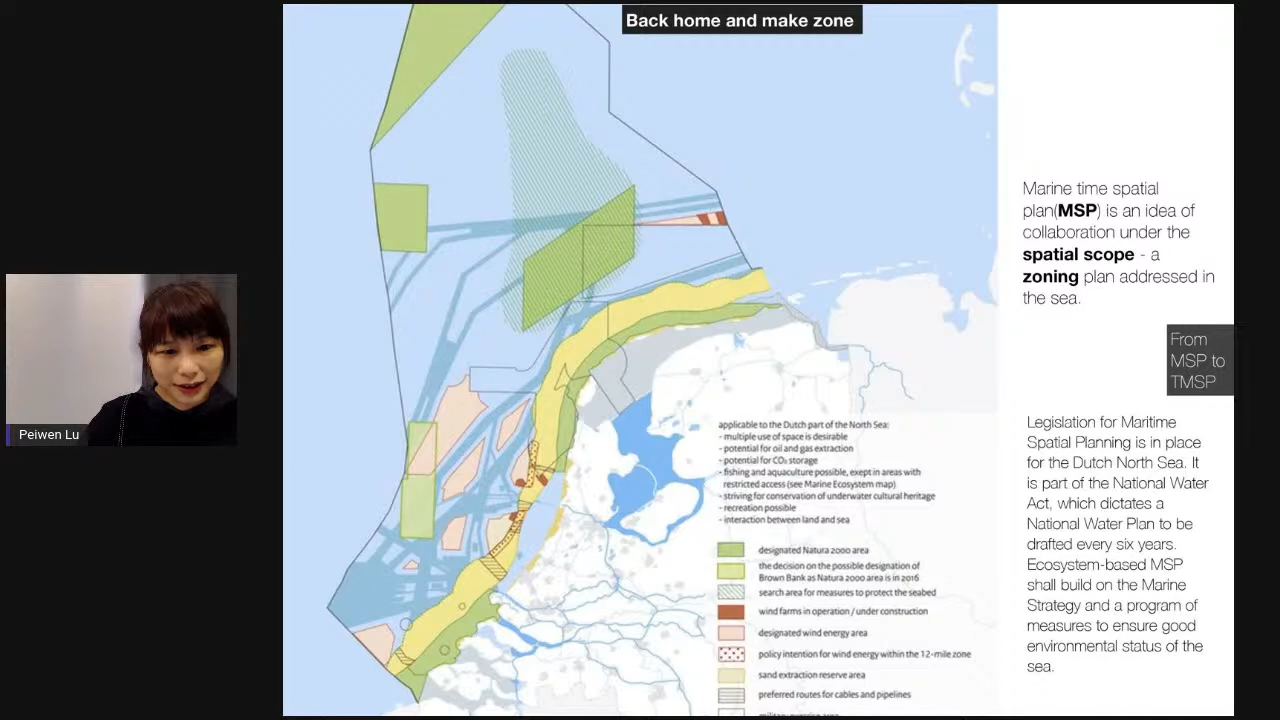 Back home and make zone
Marine time spatial
plan(MSP) is an idea of
collaboration under the
spatial scope - a
zoning plan addressed in
the sea.
From
MSP to
TMSP
Legislation for Maritime
Spatial Planning is in place
for the Dutch North Sea. It
is part of the National Water
Act, which dictates a
National Water Plan to be
drafted every six years.
Ecosystem-based MSP
shall build on the Marine
Strategy and a program of
measures to ensure good
environmental status of the
sea.
Peiwen Lu
applicable to the Dutch part of the North Sea:
- multiple use of space is desirable
- potential for oil and gas extraction
- potential for CO₂ storage
- fishing and aquaculture possible, exept in areas with
restricted access (see Marine Ecosystem map)
- striving for conservation of underwater cultural heritage
- recreation possible
- interaction between land and sea
designated Natura 2000 area
the decision on the possible designation of
Brown Bank as Natura 2000 area is in 2016
search area for measures to protect the seabed
wind farms in operation / under construction
designated wind energy area
policy intention for wind energy within the 12-mile zone
sand extraction reserve area
preferred routes for cables and pipelines